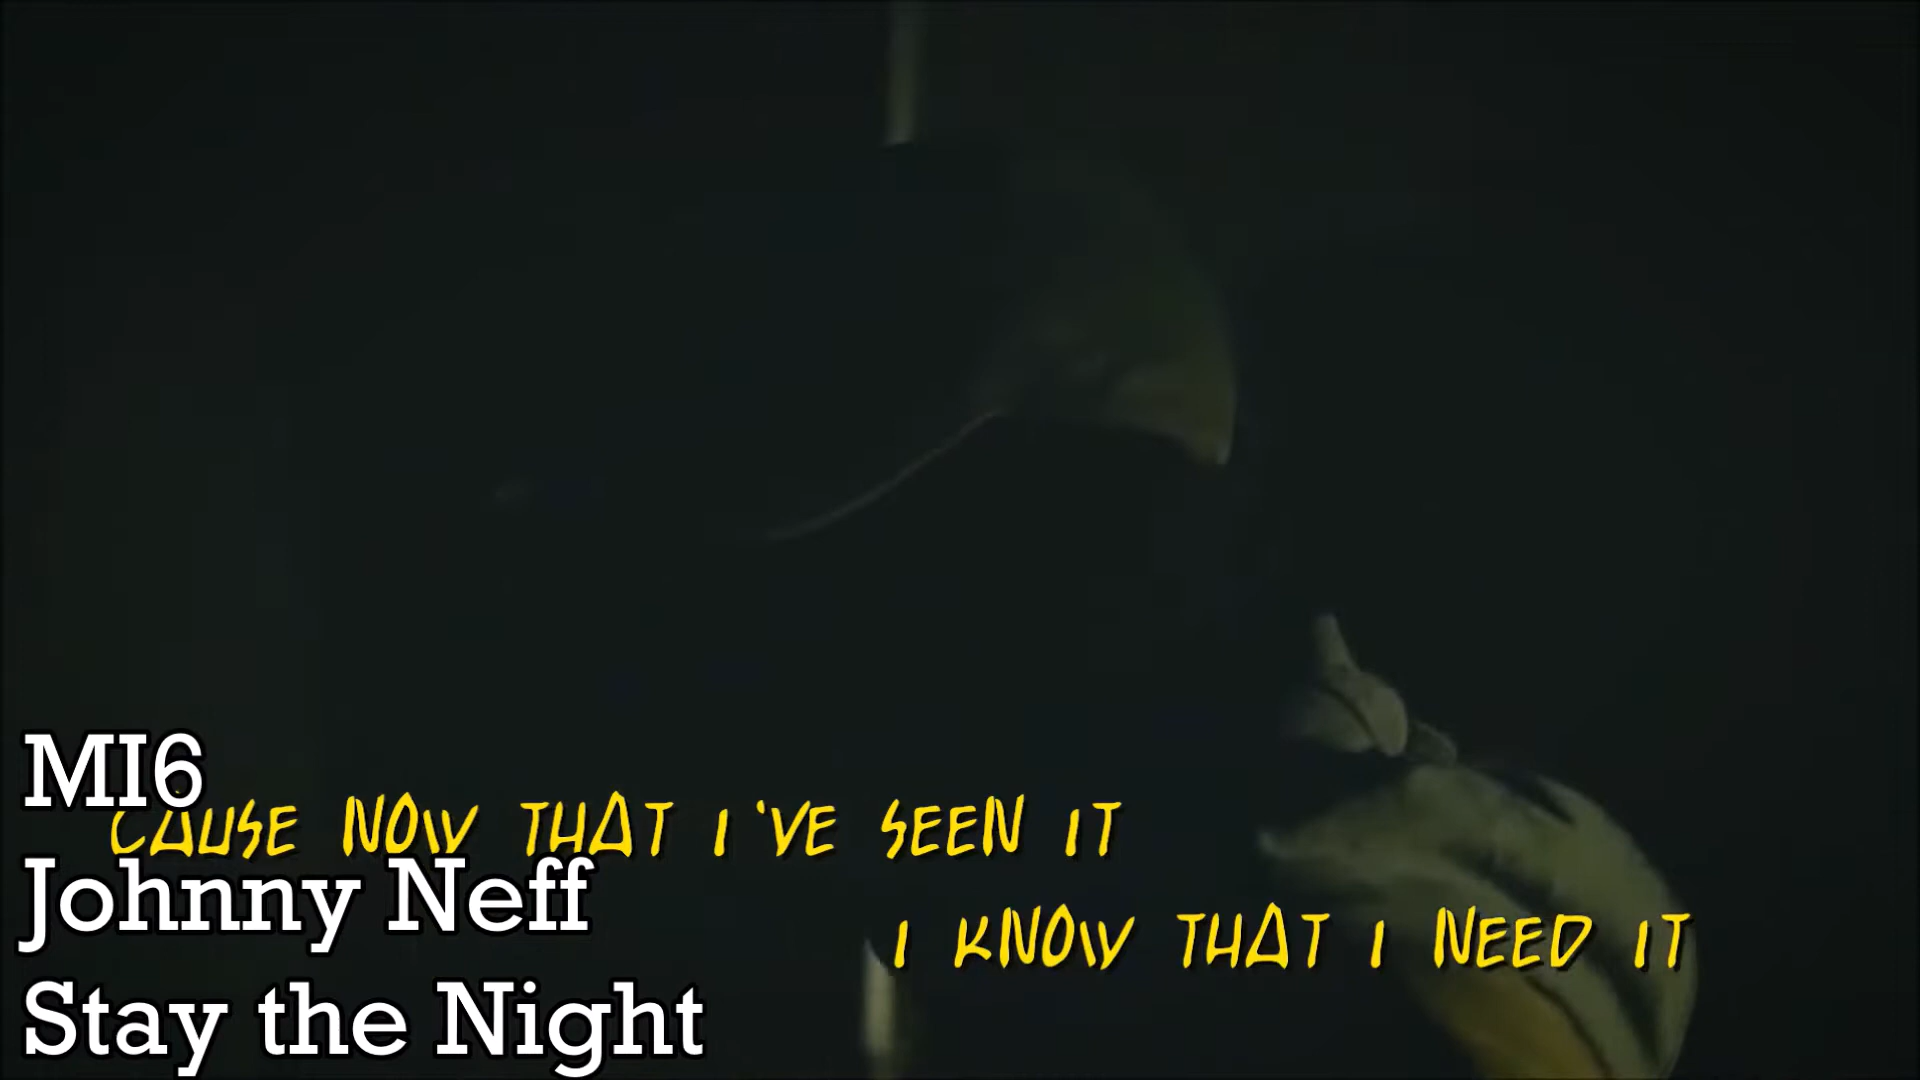 MI6
CAUSE NOW THAT I'VE SEEN IT
Johnny Neff
I KNOW THAT I NEED IT
Stay the Night